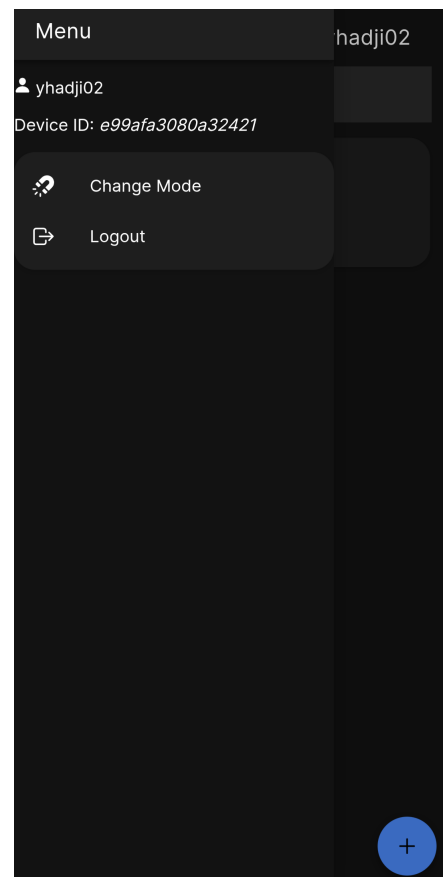 Menu
hadji02
yhadji02
Device ID: e99afa3080a32421
Change Mode
Logout
+